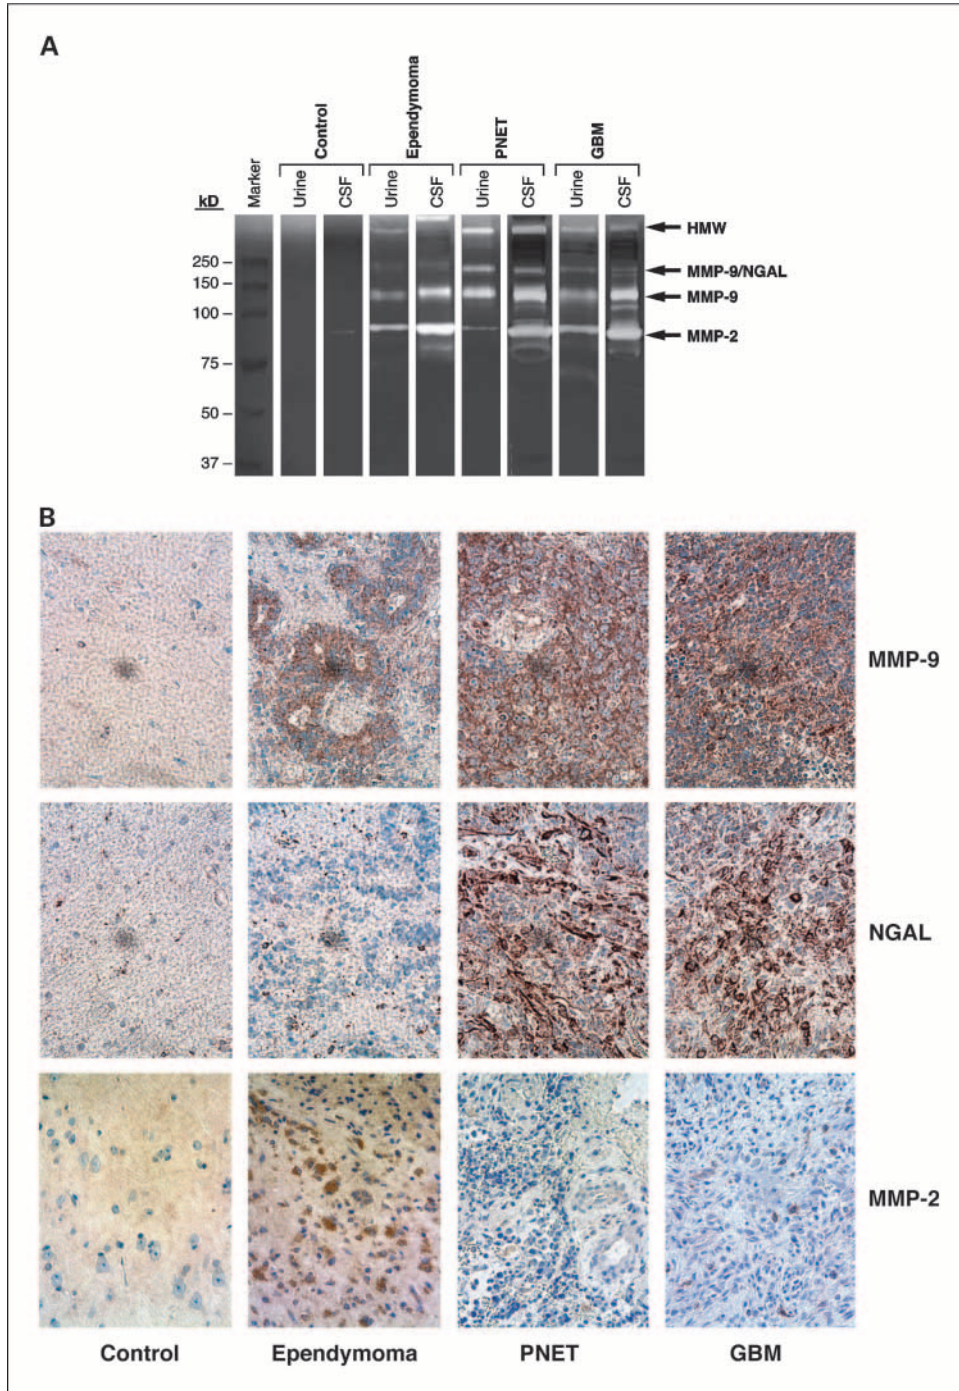 A
Control
Ependymoma
PNET
GBM
kD
Marker
Urine
CSF
Urine
CSF
Urine
CSF
Urine
CSF
HMW
250
MMP-9/NGAL
150
MMP-9
100
MMP-2
75
50
37
B
MMP-9
NGAL
MMP-2
Control Ependymoma PNET GBM